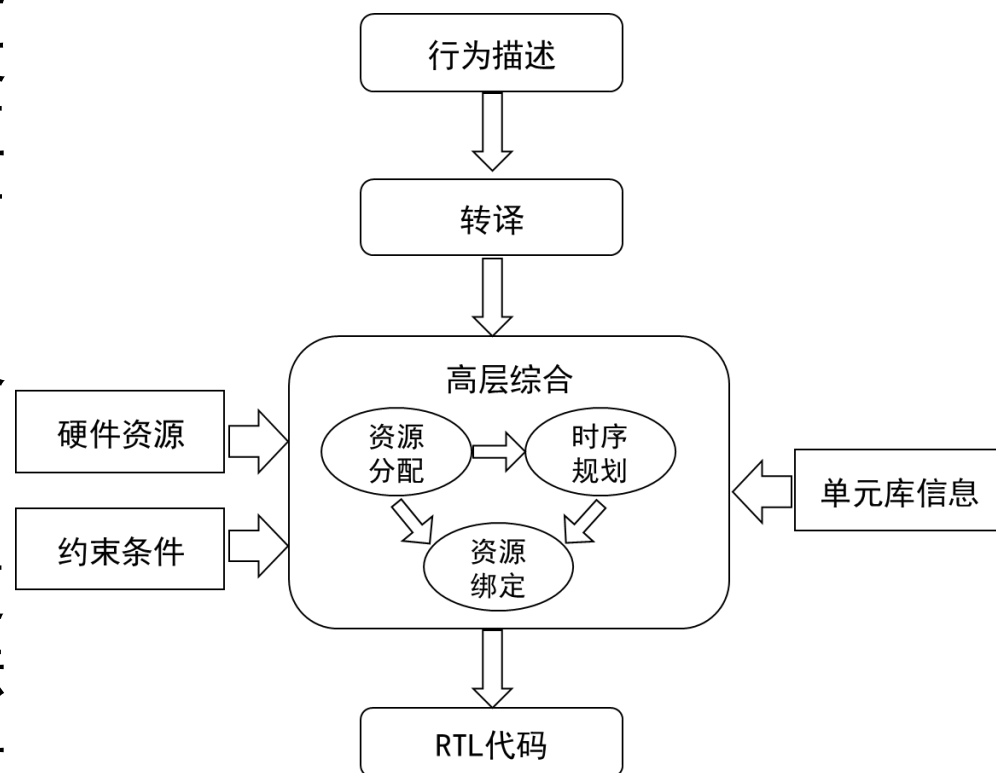 行为描述
转译
高层综合
硬件资源
资源
分配
时序
规划
单元库信息
约束条件
资源
绑定
RTL代码